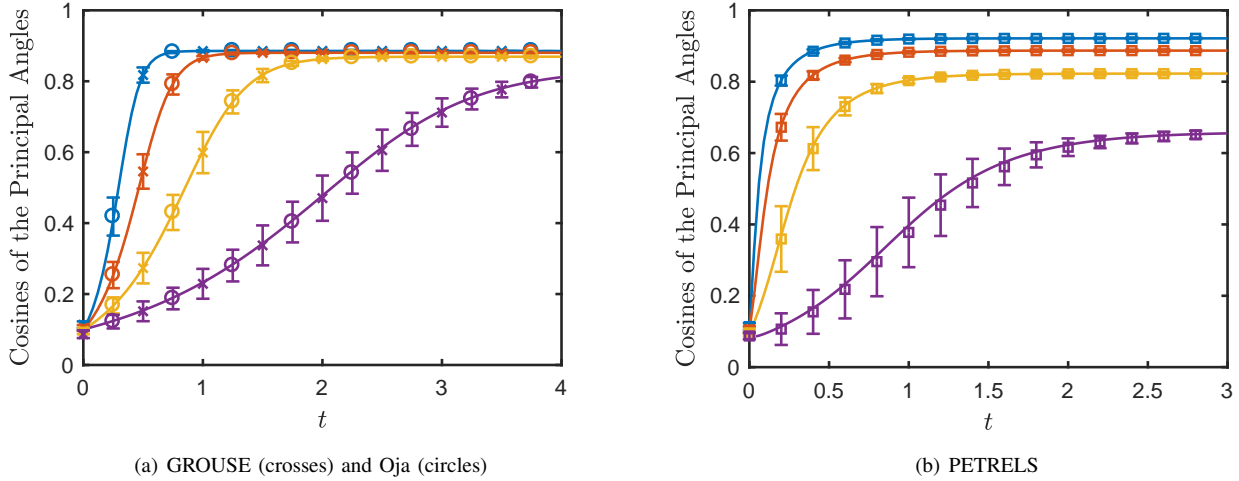 Cosines of the Principal Angles
1
0.8
0.6
0.4
0.2
0
0 1 2 3 4
t
(a) GROUSE (crosses) and Oja (circles)
Cosines of the Principal Angles
1
0.8
0.6
0.4
0.2
0
0 0.5 1 1.5 2 2.5 3
t
(b) PETRELS